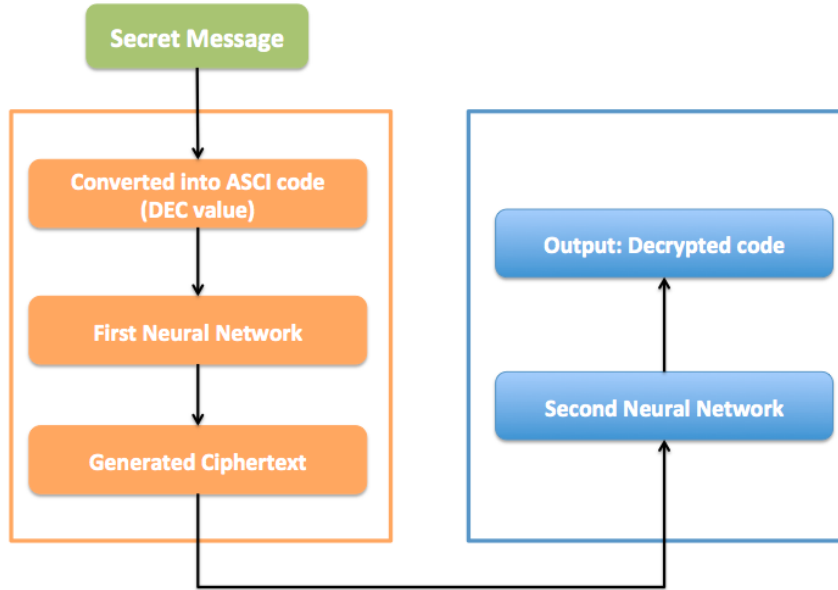 Secret Message
Converted into ASCI code
(DEC value)
First Neural Network
Generated Ciphertext
Output: Decrypted code
Second Neural Network